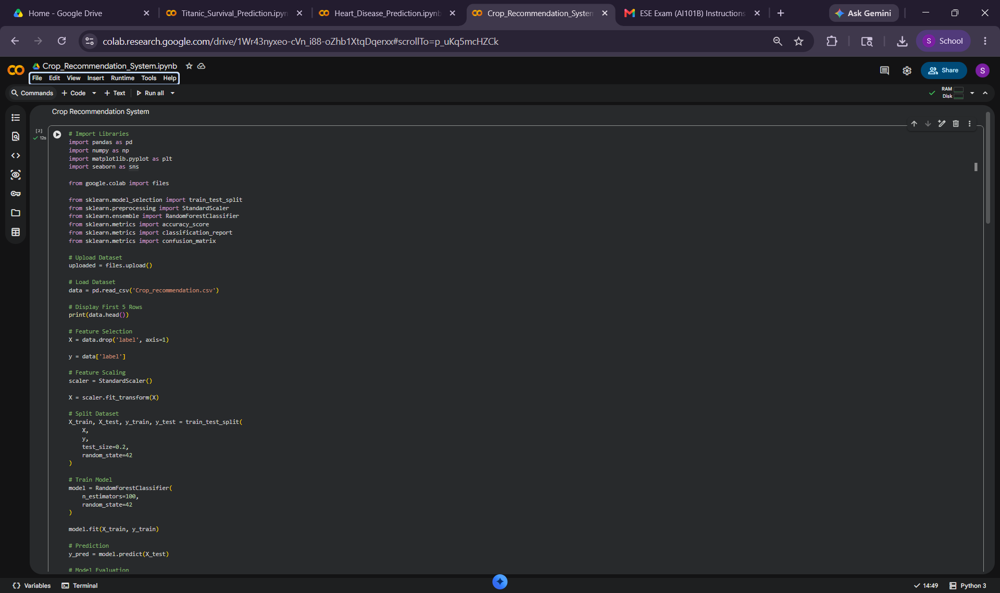 Home - Google Drive
Titanic_Survival_Prediction.ipyn
Heart_Disease_Prediction.ipynb
Crop_Recommendation_System
ESE Exam (AI101B) Instructions
Ask Gemini
colab.research.google.com/drive/1Wr43nyxeo-cVn_i88-oZhb1XtqDqerxx#scrollTo=p_uKq5mcHZCk
S School
CO Crop_Recommendation_System.ipynb
Share
S
File Edit View Insert Runtime Tools Help
Commands + Code + Text Run all
RAM
Disk
Crop Recommendation System
[2]
12s
# Import Libraries
import pandas as pd
import numpy as np
import matplotlib.pyplot as plt
import seaborn as sns
from google.colab import files
from sklearn.model_selection import train_test_split
from sklearn.preprocessing import StandardScaler
from sklearn.ensemble import RandomForestClassifier
from sklearn.metrics import accuracy_score
from sklearn.metrics import classification_report
from sklearn.metrics import confusion_matrix
# Upload Dataset
uploaded = files.upload()
# Load Dataset
data = pd.read_csv('Crop_recommendation.csv')
# Display First 5 Rows
print(data.head())
# Feature Selection
X = data.drop('label', axis=1)
y = data['label']
# Feature Scaling
scaler = StandardScaler()
X = scaler.fit_transform(X)
# Split Dataset
X_train, X_test, y_train, y_test = train_test_split(
X,
y,
test_size=0.2,
random_state=42
)
# Train Model
model = RandomForestClassifier(
n_estimators=100,
random_state=42
)
model.fit(X_train, y_train)
# Prediction
y_pred = model.predict(X_test)
# Model Evaluation
Variables
Terminal
14:49
Python 3